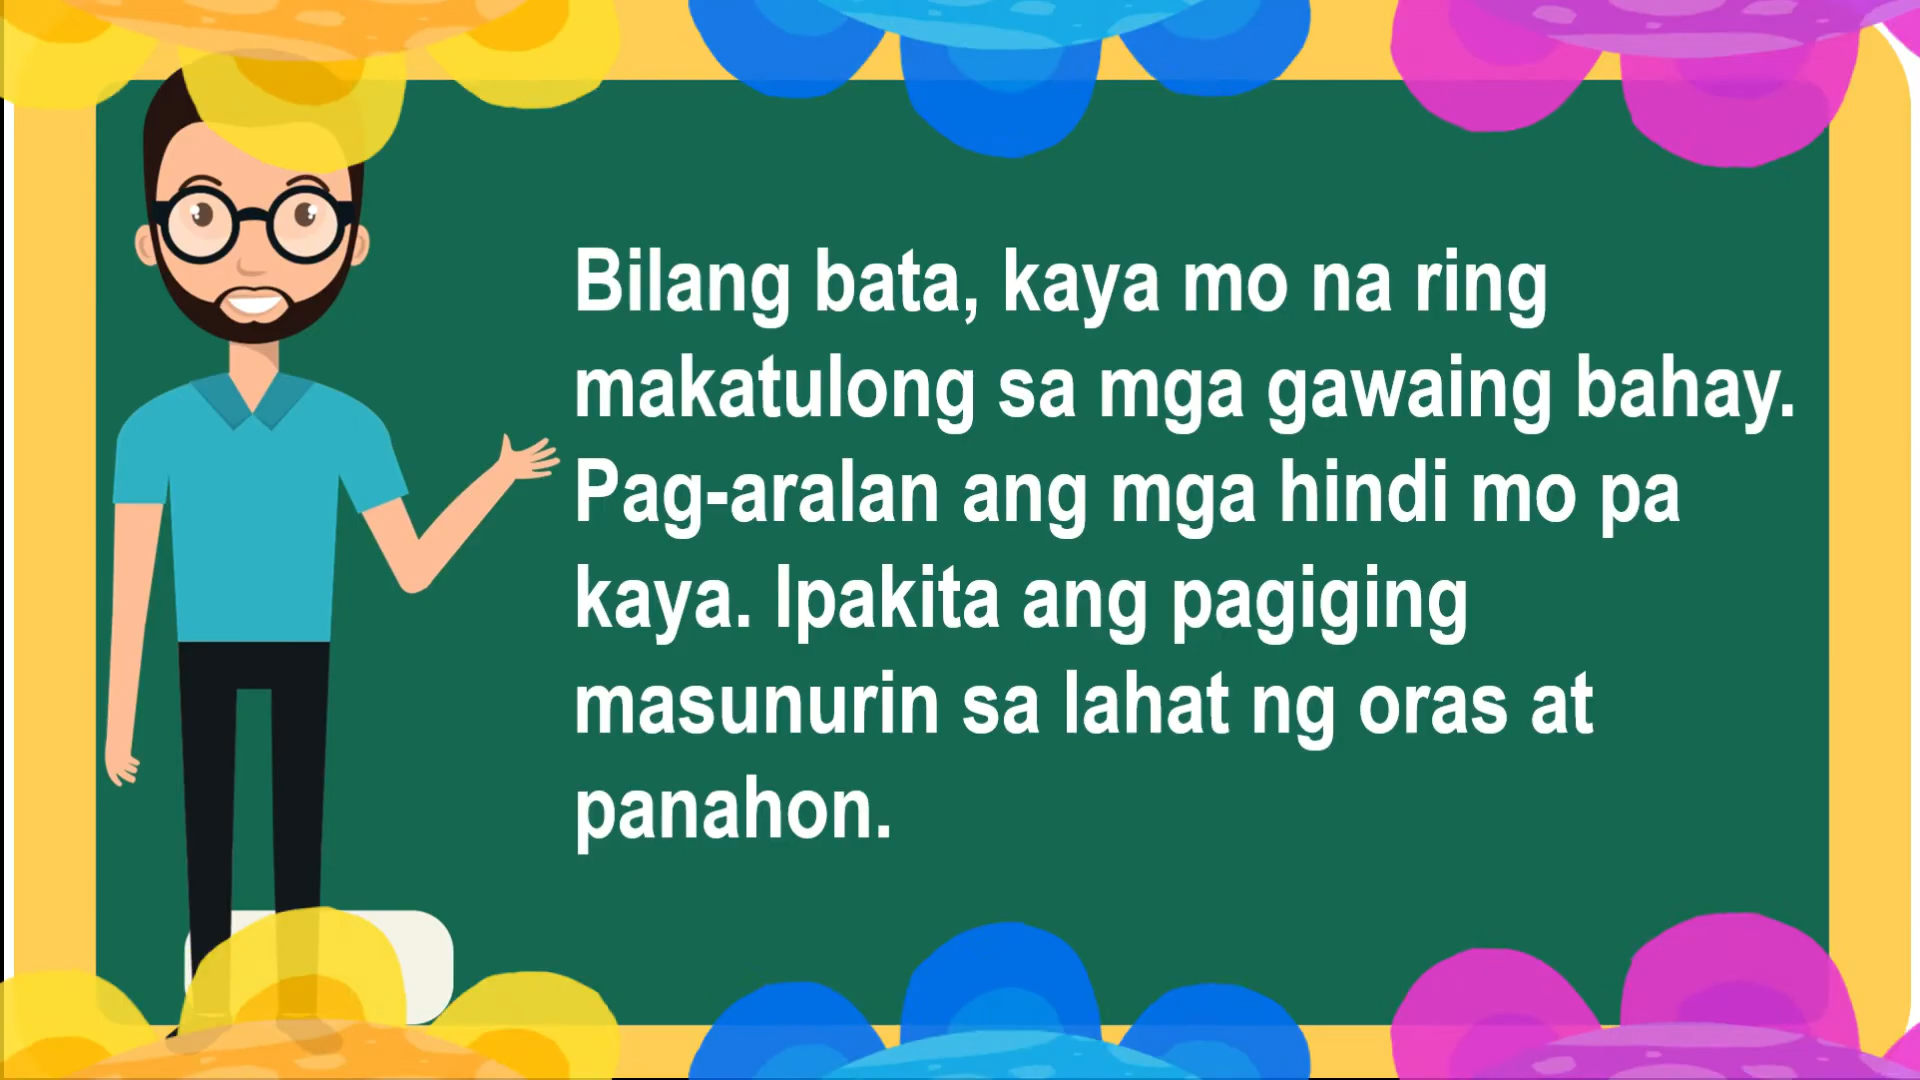 Bilang bata, kaya mo na ring
makatulong sa mga gawaing bahay.
Pag-aralan ang mga hindi mo pa
kaya. Ipakita ang pagiging
masunurin sa lahat ng oras at
panahon.